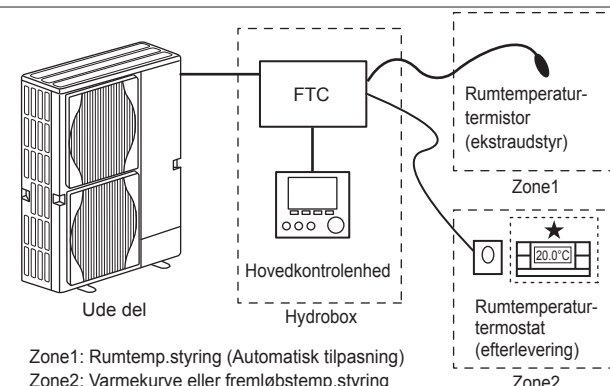 FTC
Rumtemperatur-
termistor
(ekstraudstyr)
Zone1
Hovedkontrolenhed
Hydrobox
Ude del
20.0°C
Rumtemperatur-
termostat
(efterlevering)
Zone2
Zone1: Rumtemp.styring (Automatisk tilpasning)
Zone2: Varmekurve eller fremløbstemp.styring